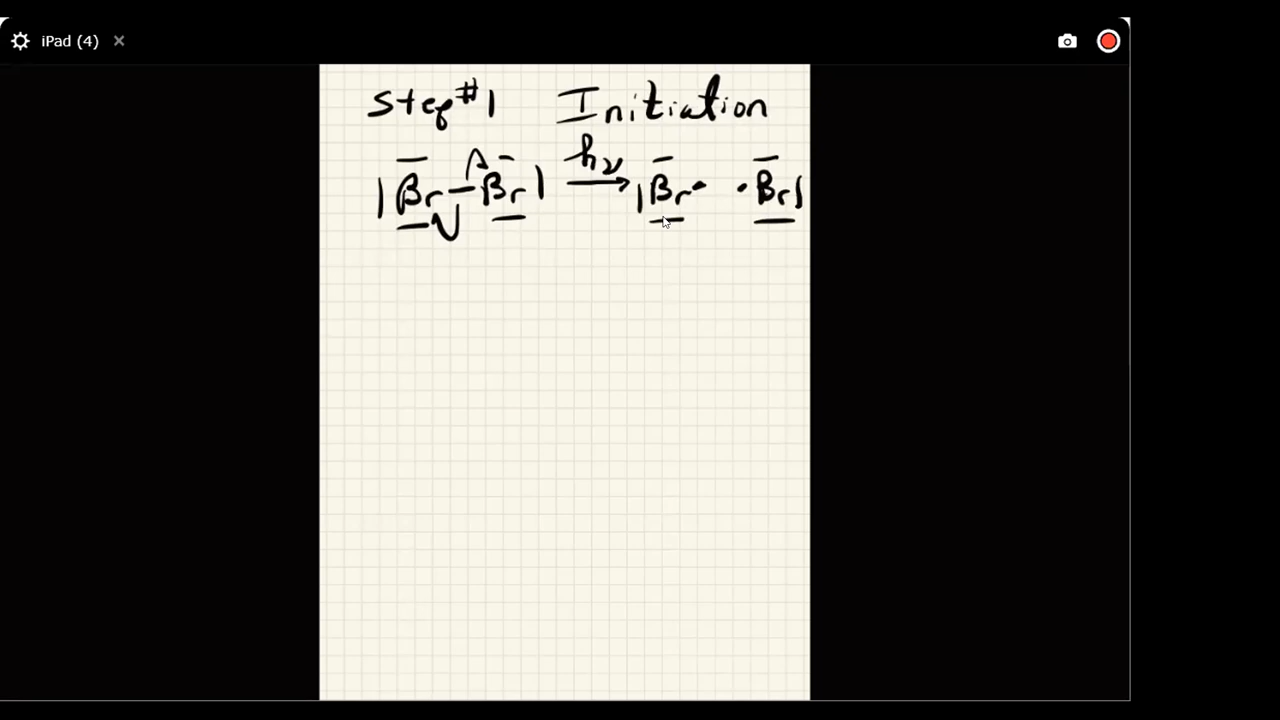 iPad (4)
Step #1 Initiation
|Br–Br| hν → |Br· ·Br|